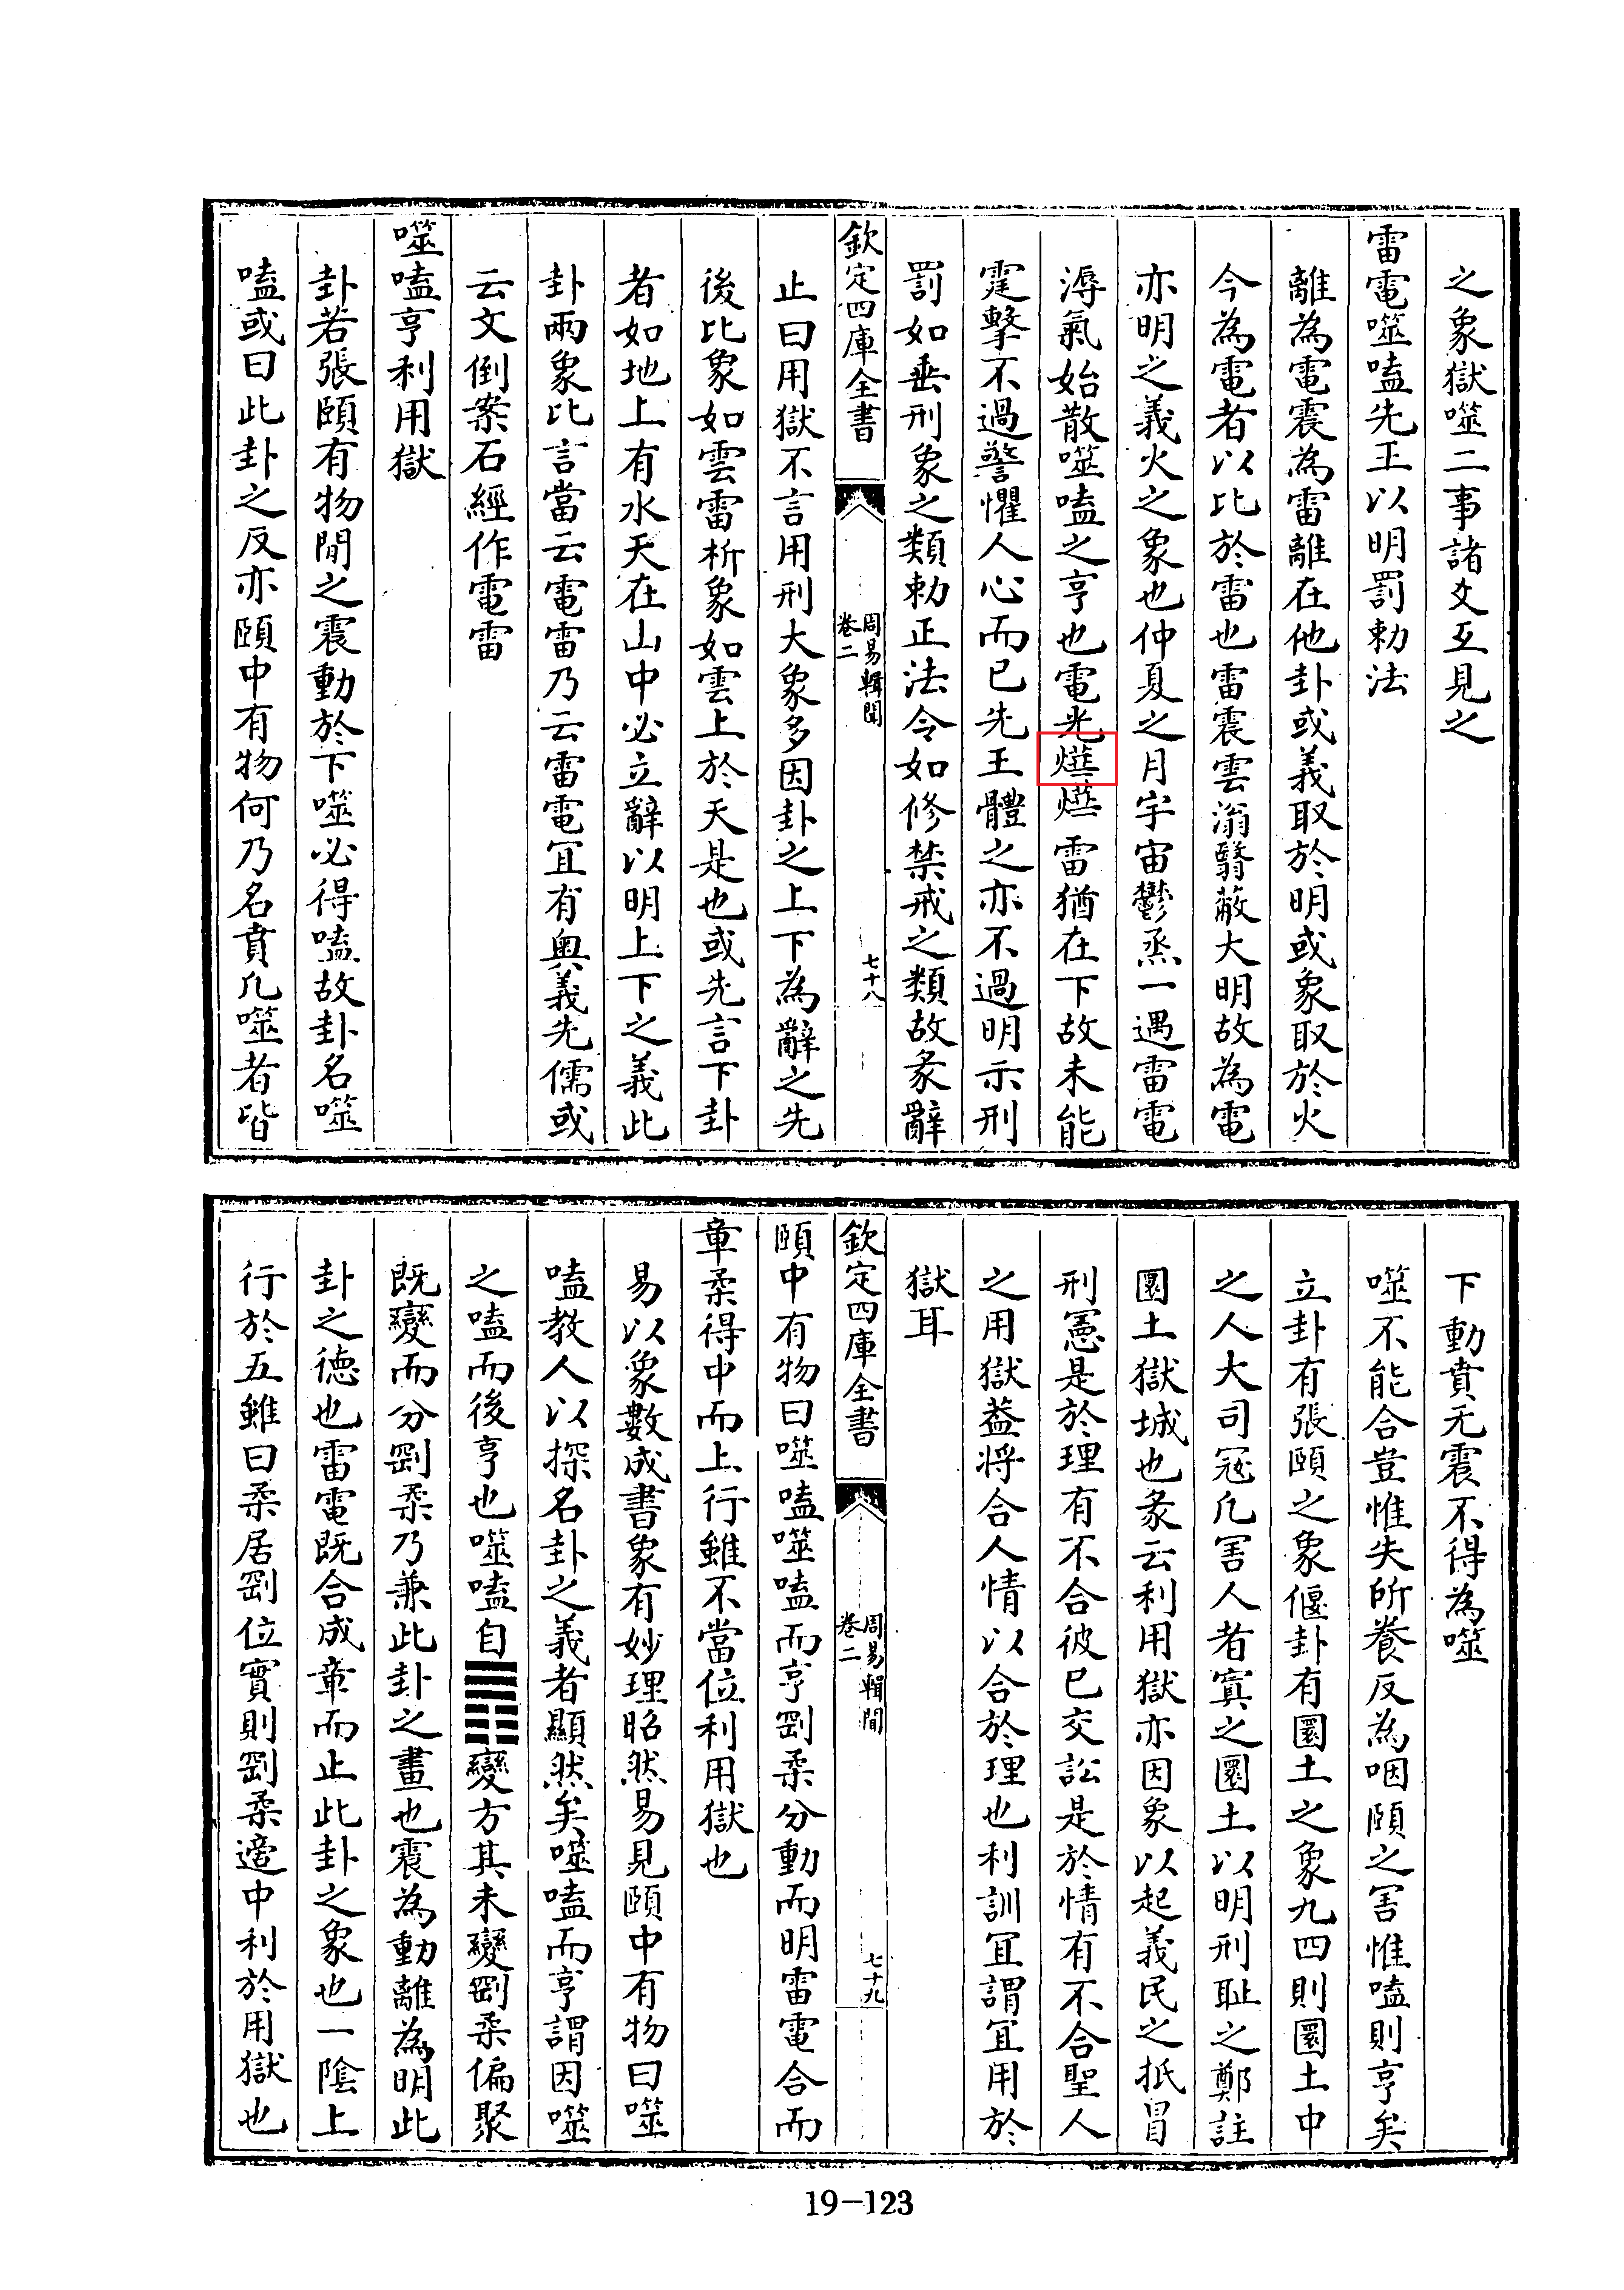 之象獄噬二事諸爻互見之
雷電噬嗑先王以明罰勅法
離為電震為雷離在他卦或義取於明或象取於火
今為電者以比於雷也雷震雲滃翳蔽大明故為電
亦明之義火之象也仲夏之月宇宙鬱烝一遇雷電
滯氣始散噬嗑之亨也電光燁燁雷猶在下故未能
霆擊不過警懼人心而已先王體之亦不過明示刑
罰如垂刑象之類勅正法令如修禁戒之類故彖辭
欽定四庫全書
周易輯聞
卷二
七十八
止曰用獄不言用刑大象多因卦之上下為辭之先
後比象如雲雷析象如雲上於天是也或先言下卦
者如地上有水天在山中必立辭以明上下之義此
卦兩象比言當云電雷乃云雷電冝有奥義先儒或
云文倒案石經作電雷
噬嗑亨利用獄
卦若張頤有物間之震動於下噬必得嗑故卦名噬
嗑或曰此卦之反亦頤中有物何乃名賁凡噬者皆
下動賁无震不得為噬
噬不能合豈惟失所養反為咽頤之害惟嗑則亨矣
立卦有張頤之象偃卦有圜土之象九四則圜土中
之人大司寇凡害人者寘之圜土以明刑耻之鄭註
圜土獄城也彖云利用獄亦因象以起義民之抵冒
刑憲是於理有不合彼已交訟是於情有不合聖人
之用獄葢將合人情以合於理也利訓冝謂冝用於
獄耳
欽定四庫全書
周易輯聞
卷二
七十九
頤中有物曰噬嗑噬嗑而亨剛柔分動而明雷電合而
章柔得中而上行雖不當位利用獄也
易以象數成書象有妙理昭然易見頤中有物曰噬
嗑教人以探名卦之義者顯然矣噬嗑而亨謂因噬
之嗑而後亨也噬嗑自䷋變方其未變剛柔偏聚
既變而分剛柔乃兼此卦之畫也震為動離為明此
卦之德也雷電既合成章而止此卦之象也一陰上
行於五雖曰柔居剛位實則剛柔適中利於用獄也
19-123